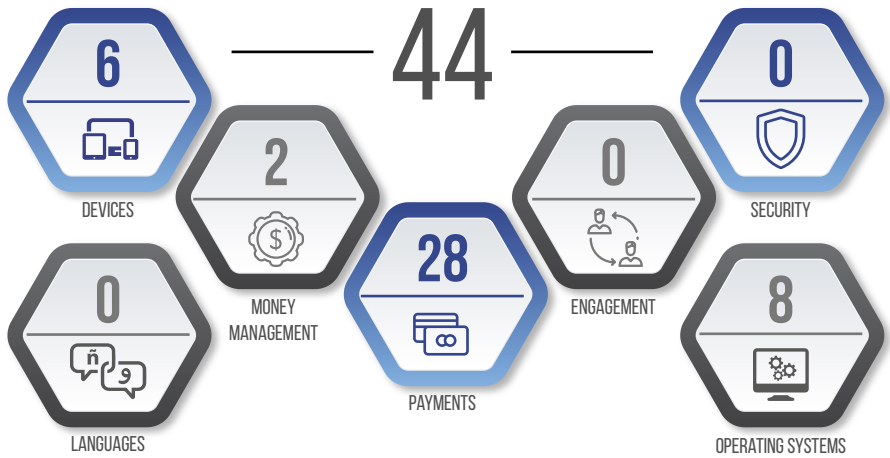 44
6
DEVICES
2
MONEY
MANAGEMENT
28
PAYMENTS
0
ENGAGEMENT
0
SECURITY
0
ñ
و
LANGUAGES
8
OPERATING SYSTEMS
$